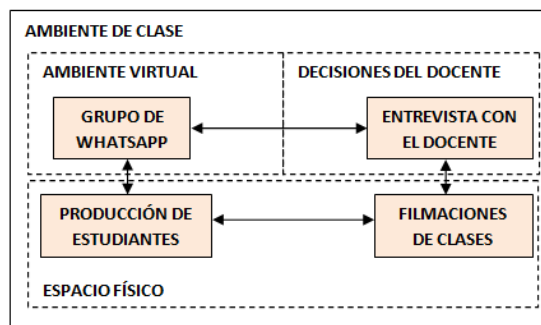 AMBIENTE DE CLASE
AMBIENTE VIRTUAL
DECISIONES DEL DOCENTE
GRUPO DE
WHATSAPP
ENTREVISTA CON
EL DOCENTE
PRODUCCIÓN DE
ESTUDIANTES
FILMACIONES
DE CLASES
ESPACIO FÍSICO